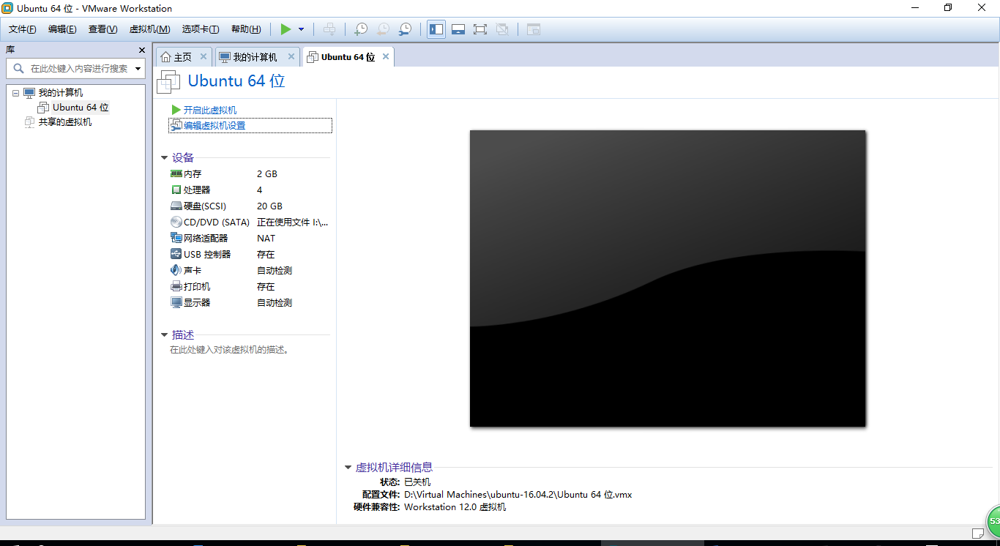 Ubuntu 64 位 - VMware Workstation
文件(F) 编辑(E) 查看(V) 虚拟机(M) 选项卡(T) 帮助(H)
库
在此处键入内容进行搜索
我的计算机
Ubuntu 64 位
共享的虚拟机
主页 我的计算机 Ubuntu 64 位
Ubuntu 64 位
开启此虚拟机
编辑虚拟机设置
设备
内存 2 GB
处理器 4
硬盘(SCSI) 20 GB
CD/DVD (SATA) 正在使用文件 I:\...
网络适配器 NAT
USB 控制器 存在
声卡 自动检测
打印机 存在
显示器 自动检测
描述
在此处键入对该虚拟机的描述。
虚拟机详细信息
状态: 已关机
配置文件: D:\Virtual Machines\ubuntu-16.04.2\Ubuntu 64 位.vmx
硬件兼容性: Workstation 12.0 虚拟机
53